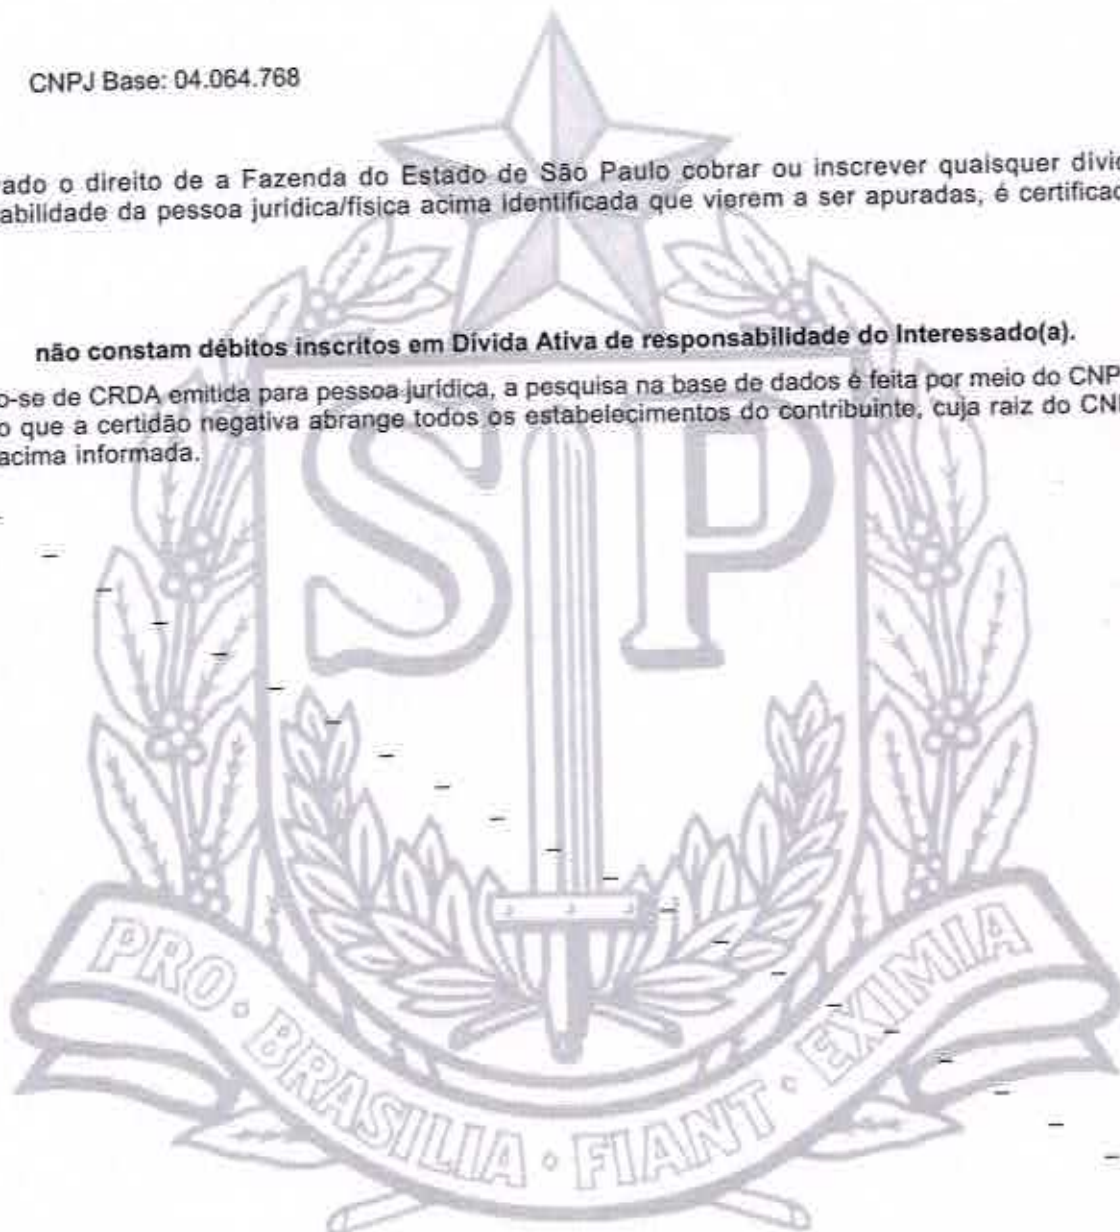 CNPJ Base: 04.064.768
ado o direito de a Fazenda do Estado de São Paulo cobrar ou inscrever quaisquer dívid
abilidade da pessoa jurídica/física acima identificada que vierem a ser apuradas, é certificad
não constam débitos inscritos em Dívida Ativa de responsabilidade do Interessado(a).
o-se de CRDA emitida para pessoa jurídica, a pesquisa na base de dados é feita por meio do CNP
o que a certidão negativa abrange todos os estabelecimentos do contribuinte, cuja raiz do CN
acima informada.
SP
PRO · BRASILIA · FIANT · EXIMIA